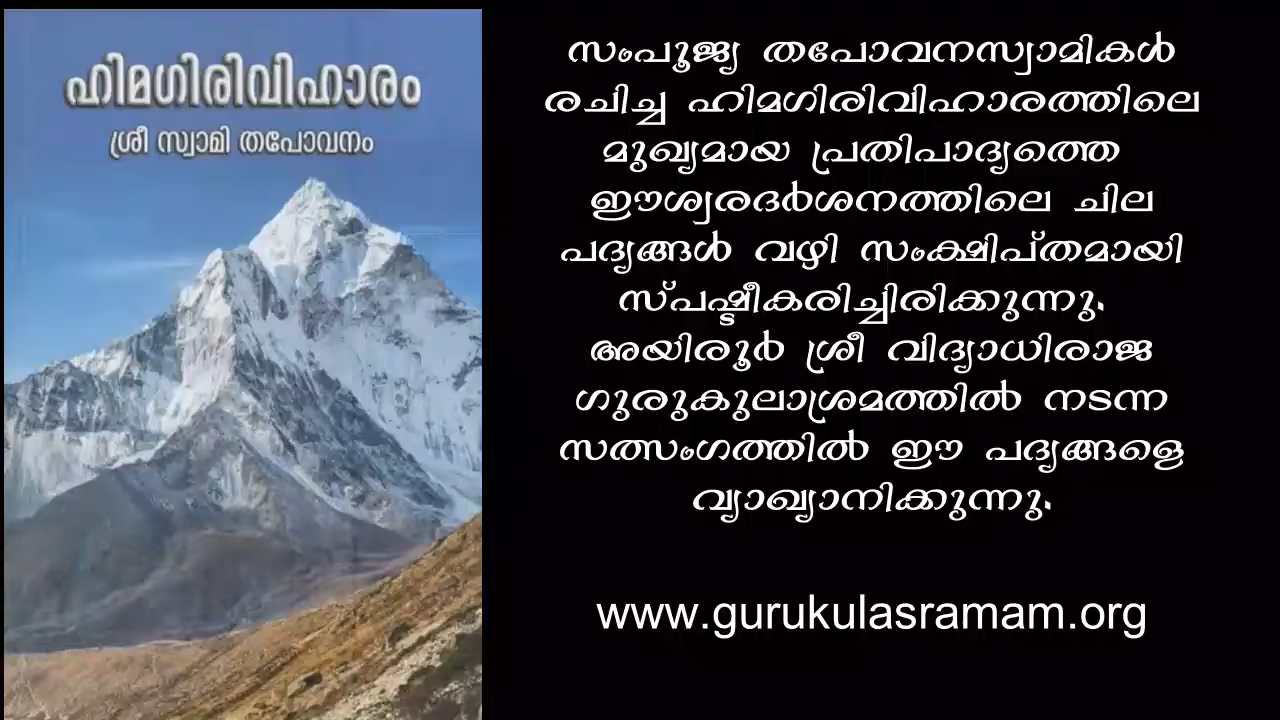 ഹിമഗിരിവിഹാരം
ശ്രീ സ്വാമി തപോവനം
സംപൂജ്യ തപോവനസ്വാമികൾ
രചിച്ച ഹിമഗിരിവിഹാരത്തിലെ
മുഖ്യമായ പ്രതിപാദ്യത്തെ
ഈശ്വരദർശനത്തിലെ ചില
പദ്യങ്ങൾ വഴി സംക്ഷിപ്തമായി
സ്പഷ്ടീകരിച്ചിരിക്കുന്നു.
അയിരൂർ ശ്രീ വിദ്യാധിരാജ
ഗുരുകുലാശ്രമത്തിൽ നടന്ന
സത്സംഗത്തിൽ ഈ പദ്യങ്ങളെ
വ്യാഖ്യാനിക്കുന്നു.
www.gurukulasramam.org